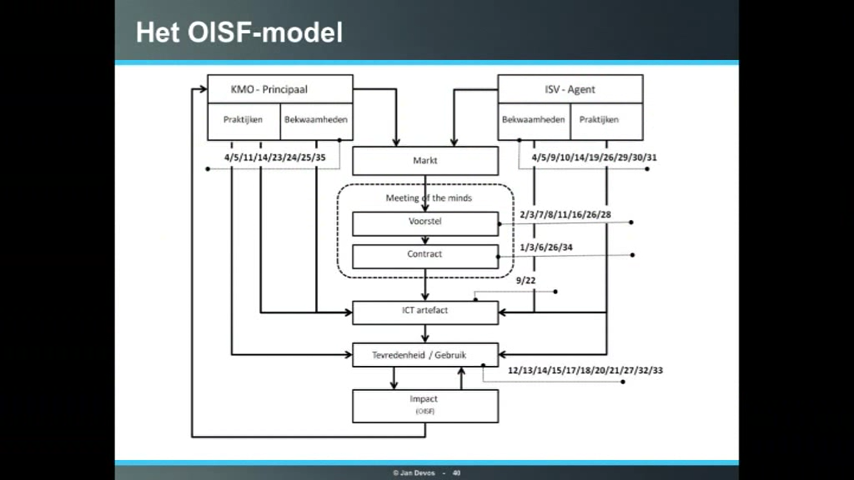 Het OISF-model
KMO - Principaal
ISV - Agent
Praktijken
Bekwaamheden
Bekwaamheden
Praktijken
4/5/11/14/23/24/25/35
4/5/9/10/14/19/26/29/30/31
Markt
Meeting of the minds
Voorstel
2/3/7/8/11/16/26/28
Contract
1/3/6/26/34
9/22
ICT artefact
Tevredenheid / Gebruik
12/13/14/15/17/18/20/21/27/32/33
Impact
(OISF)
© Jan Devos - 40